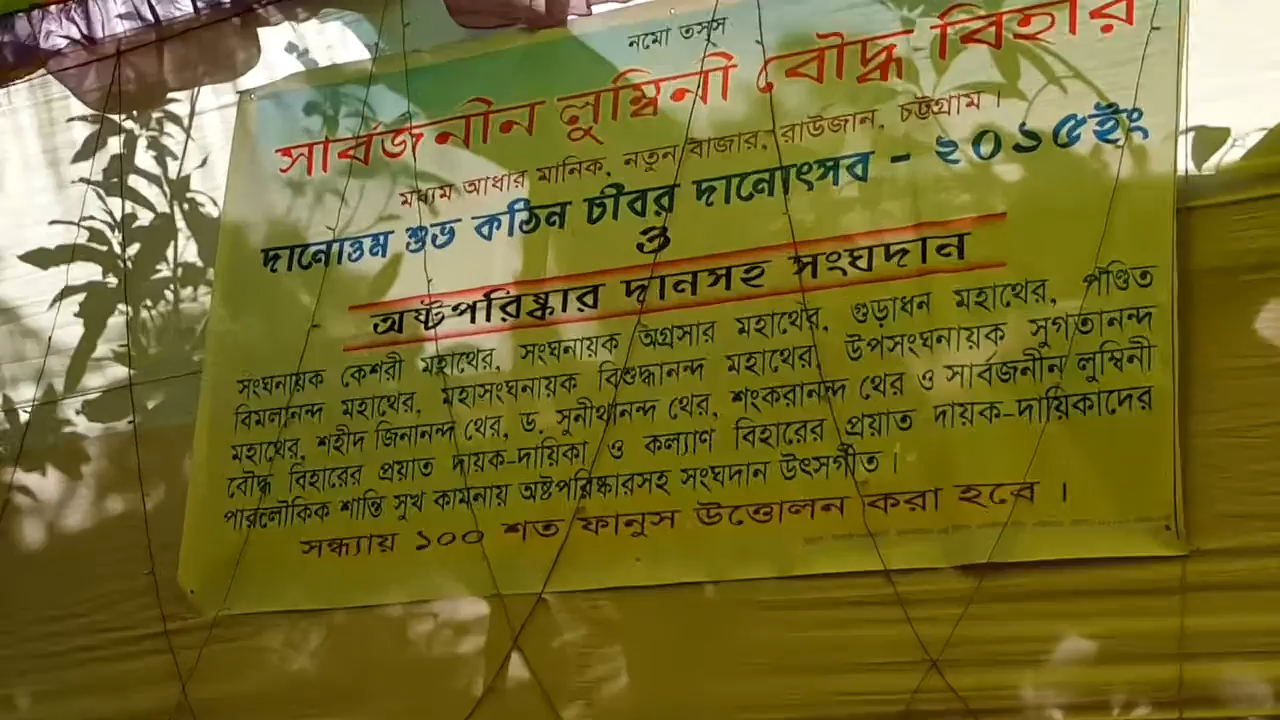 নমো তস্স
সার্বজনীন লুম্বিনী বৌদ্ধ বিহার
মধ্যম আধার মানিক, নতুন বাজার, রাউজান, চট্টগ্রাম।
দানোত্তম শুভ কঠিন চীবর দানোৎসব - ২০১৫ইং
ও
অষ্টপরিষ্কার দানসহ সংঘদান
সংঘনায়ক কেশরী মহাথের, সংঘনায়ক অগ্রসার মহাথের, গুড়াধন মহাথের, পণ্ডিত
বিমলানন্দ মহাথের, মহাসংঘনায়ক বিশুদ্ধানন্দ মহাথের উপসংঘনায়ক সুগতানন্দ
মহাথের, শহীদ জিনানন্দ থের, ড. সুনীথানন্দ থের, শংকরানন্দ থের ও সার্বজনীন লুম্বিনী
বৌদ্ধ বিহারের প্রয়াত দায়ক-দায়িকা ও কল্যাণ বিহারের প্রয়াত দায়ক-দায়িকাদের
পারলৌকিক শান্তি সুখ কামনায় অষ্টপরিষ্কারসহ সংঘদান উৎসর্গীত।
সন্ধ্যায় ১০০ শত ফানুস উত্তোলন করা হবে।